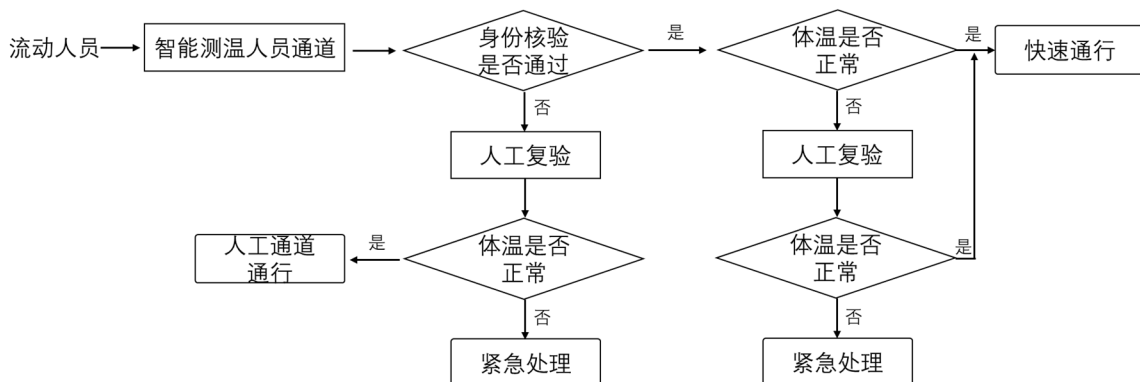 流动人员
智能测温人员通道
身份核验
是否通过
是
体温是否
正常
是
快速通行
否
否
人工复验
人工复验
人工通道
通行
是
体温是否
正常
体温是否
正常
是
否
否
紧急处理
紧急处理